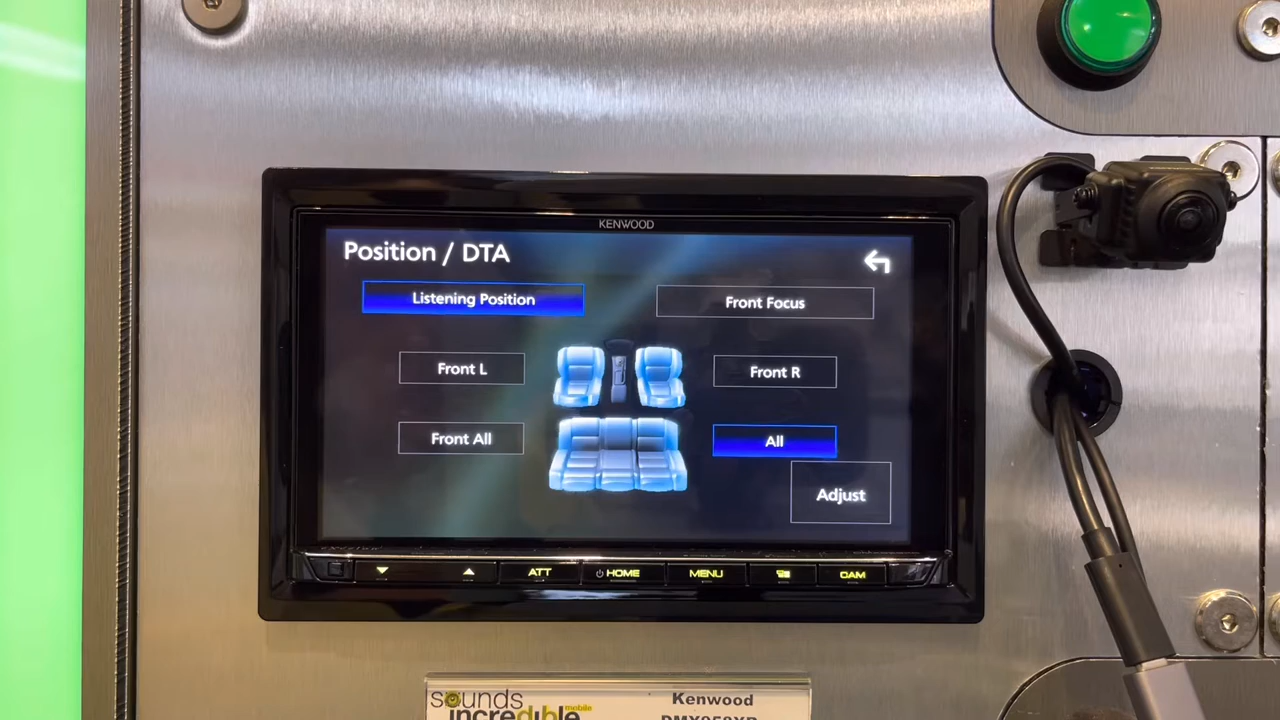 KENWOOD
Position / DTA
Listening Position
Front Focus
Front L
Front R
Front All
All
Adjust
ATT
HOME
MENU
CAM
sounds
incredible mobile
Kenwood